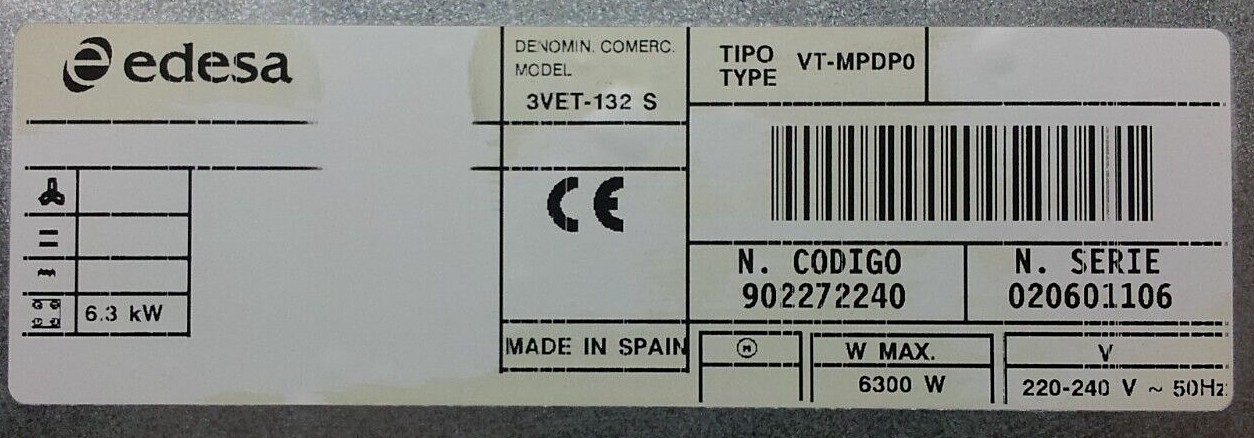 edesa
DENOMIN. COMERC.
MODEL
3VET-132 S
TIPO
TYPE
VT-MPDP0
6.3 kW
CE
MADE IN SPAIN
N. CODIGO
902272240
N. SERIE
020601106
M
W MAX.
6300 W
V
220-240 V ~ 50Hz